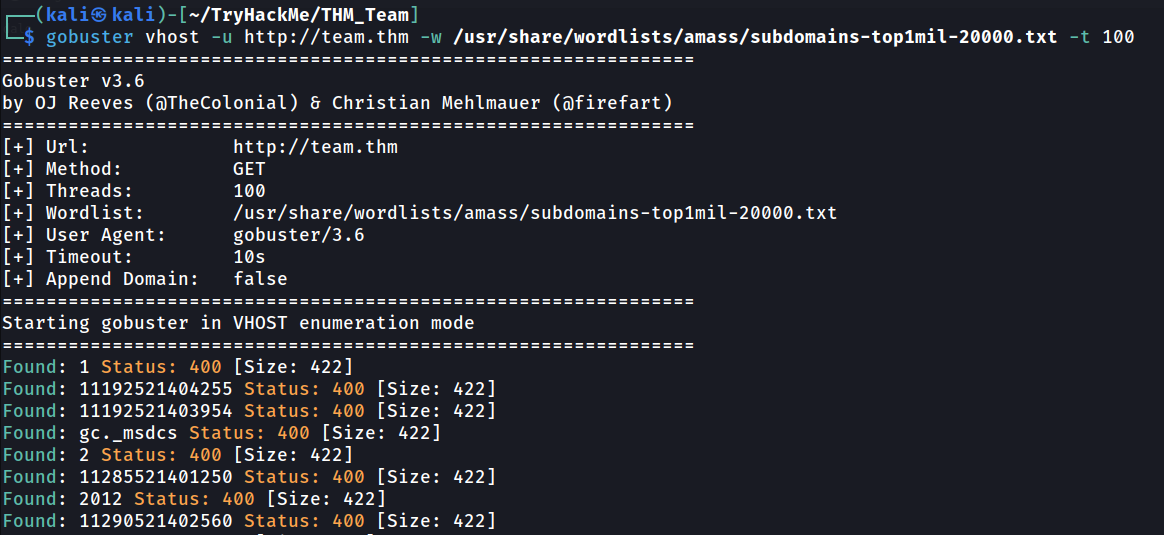 ┌──(kali㉿kali)-[~/TryHackMe/THM_Team]
└─$ gobuster vhost -u http://team.thm -w /usr/share/wordlists/amass/subdomains-top1mil-20000.txt -t 100
===============================================================
Gobuster v3.6
by OJ Reeves (@TheColonial) & Christian Mehlmauer (@firefart)
===============================================================
[+] Url:             http://team.thm
[+] Method:          GET
[+] Threads:         100
[+] Wordlist:        /usr/share/wordlists/amass/subdomains-top1mil-20000.txt
[+] User Agent:      gobuster/3.6
[+] Timeout:         10s
[+] Append Domain:   false
===============================================================
Starting gobuster in VHOST enumeration mode
===============================================================
Found: 1 Status: 400 [Size: 422]
Found: 11192521404255 Status: 400 [Size: 422]
Found: 11192521403954 Status: 400 [Size: 422]
Found: gc._msdcs Status: 400 [Size: 422]
Found: 2 Status: 400 [Size: 422]
Found: 11285521401250 Status: 400 [Size: 422]
Found: 2012 Status: 400 [Size: 422]
Found: 11290521402560 Status: 400 [Size: 422]